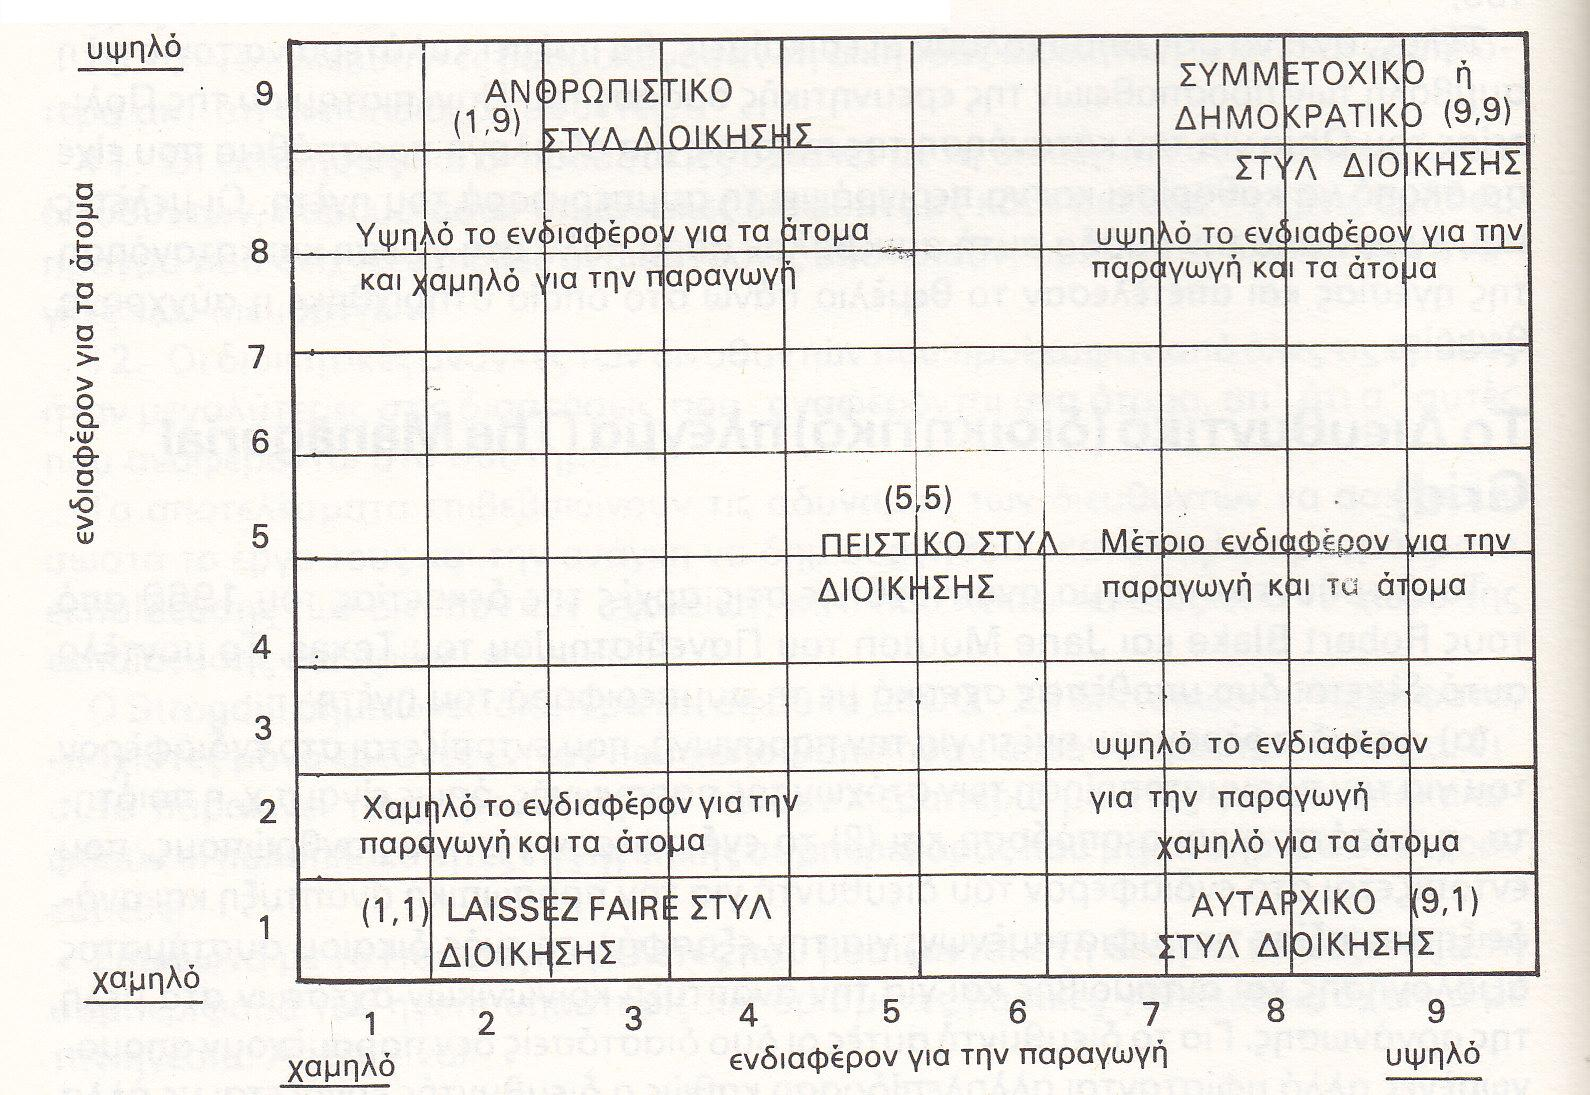 υψηλό
9
ΑΝΘΡΩΠΙΣΤΙΚΟ
(1,9)
ΣΤΥΛ ΔΙΟΙΚΗΣΗΣ
ΣΥΜΜΕΤΟΧΙΚΟ ή
ΔΗΜΟΚΡΑΤΙΚΟ (9,9)
ΣΤΥΛ ΔΙΟΙΚΗΣΗΣ
ενδιαφέρον για τα άτομα
8
Υψηλό το ενδιαφέρον για τα άτομα
και χαμηλό για την παραγωγή
υψηλό το ενδιαφέρον για την
παραγωγή και τα άτομα
7
6
5
(5,5)
ΠΕΙΣΤΙΚΟ ΣΤΥΛ
ΔΙΟΙΚΗΣΗΣ
Μέτριο ενδιαφέρον για την
παραγωγή και τα άτομα
4
3
υψηλό το ενδιαφέρον
για την παραγωγή
χαμηλό για τα άτομα
2
Χαμηλό το ενδιαφέρον για την
παραγωγή και τα άτομα
1
(1,1) LAISSEZ FAIRE ΣΤΥΛ
ΔΙΟΙΚΗΣΗΣ
ΑΥΤΑΡΧΙΚΟ (9,1)
ΣΤΥΛ ΔΙΟΙΚΗΣΗΣ
χαμηλό
1 2 3 4 5 6 7 8 9
χαμηλό ενδιαφέρον για την παραγωγή υψηλό